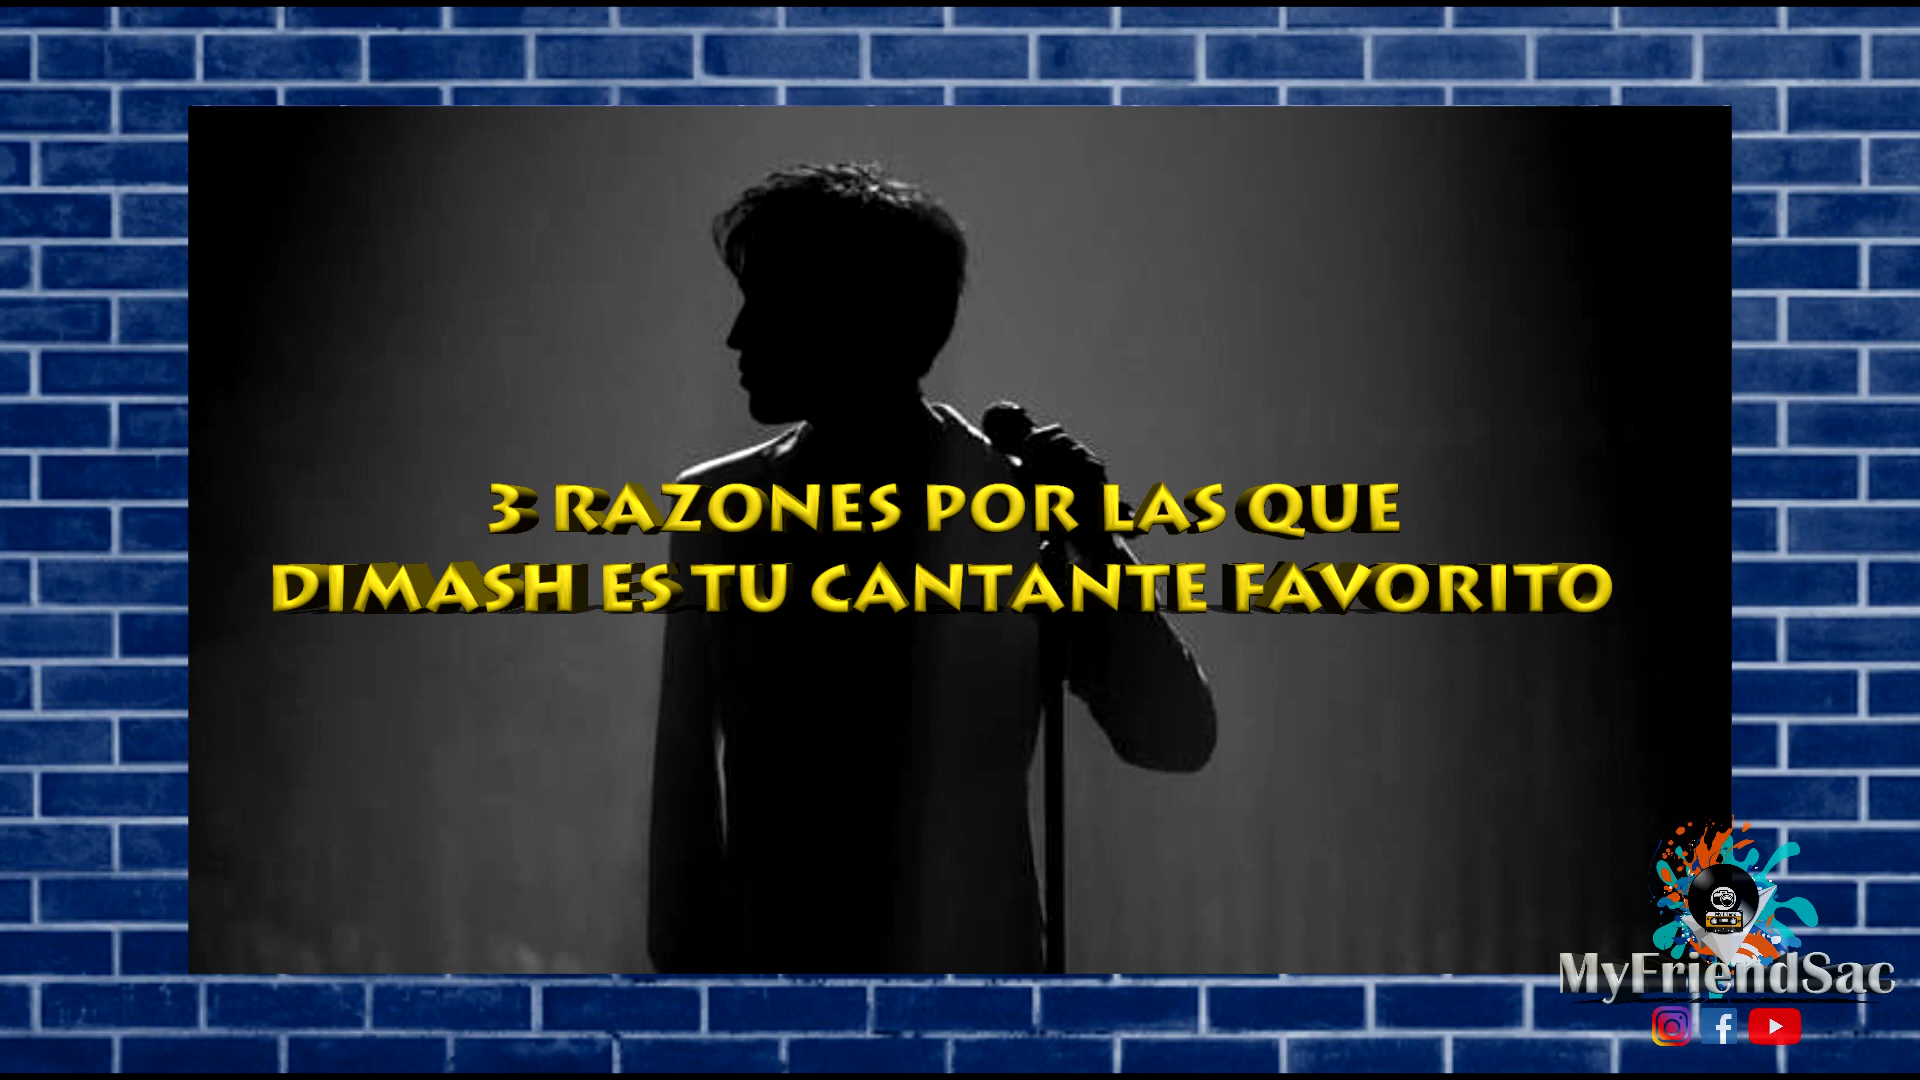 3 RAZONES POR LAS QUE
DIMASH ES TU CANTANTE FAVORITO
MyFriendSac